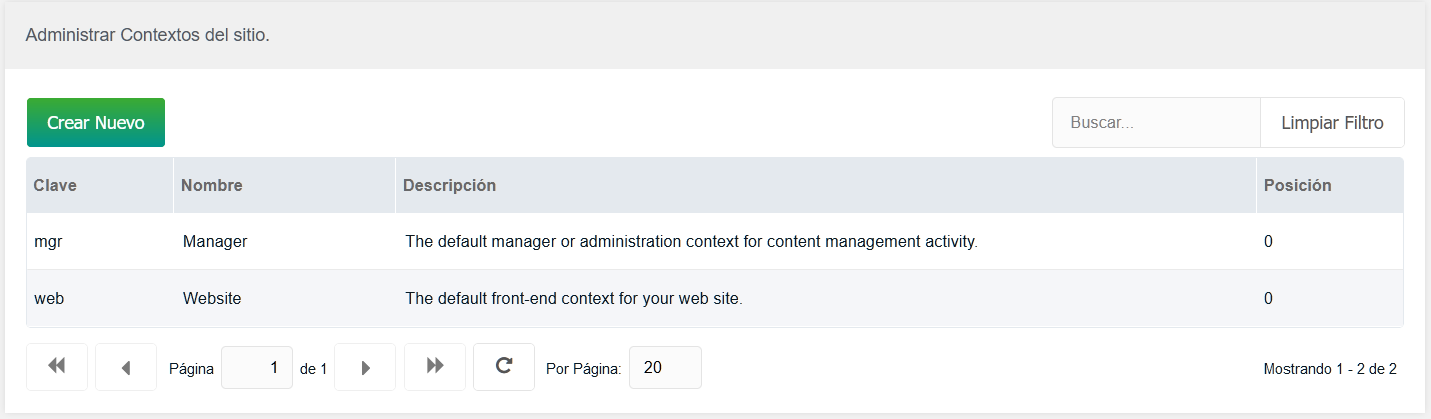 Administrar Contextos del sitio.
Crear Nuevo
Buscar...
Limpiar Filtro
Clave Nombre Descripción Posición
mgr Manager The default manager or administration context for content management activity. 0
web Website The default front-end context for your web site. 0
Página 1 de 1 Por Página: 20 Mostrando 1 - 2 de 2